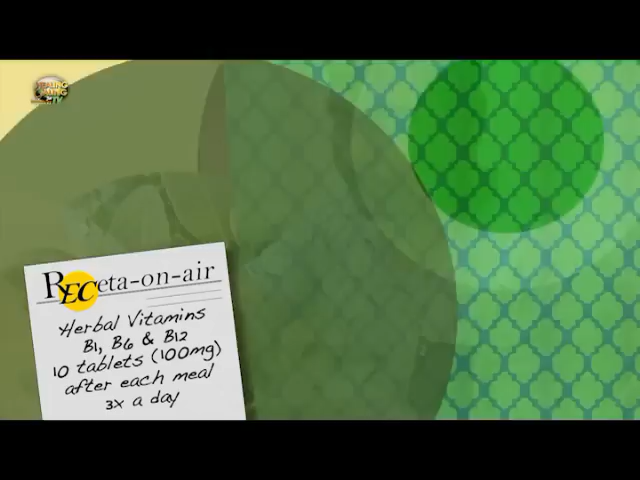 RECeta-on-air
Herbal Vitamins
B1, B6 & B12
10 tablets (100mg)
after each meal
3x a day